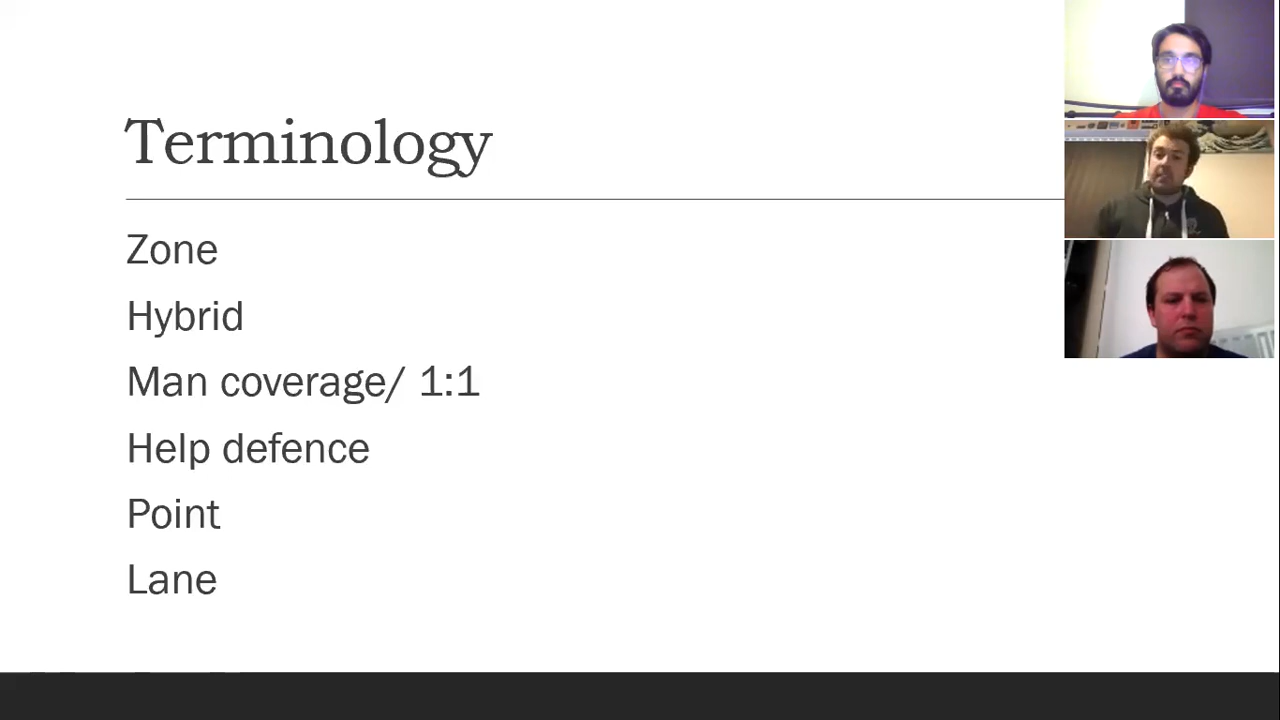 Terminology
Zone
Hybrid
Man coverage/ 1:1
Help defence
Point
Lane